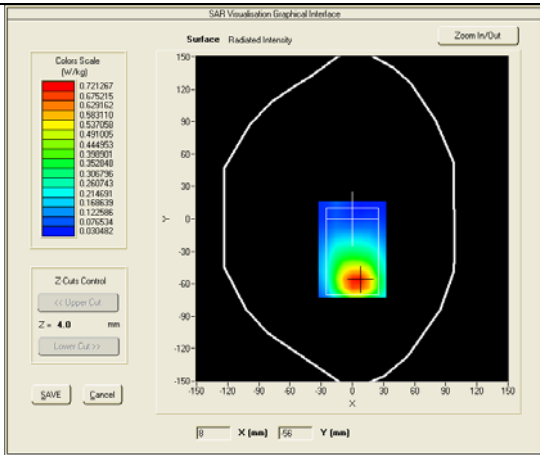 SAR Visualisation Graphical Interface
Surface Radiated Intensity
Zoom In/Out
Colors Scale
(W/kg)
0.721267
0.675215
0.629162
0.583110
0.537058
0.491005
0.444953
0.398901
0.352848
0.306796
0.260743
0.214691
0.168639
0.122586
0.076534
0.030482
Z-Cuts Control
<< Upper Cut
Z = 4.0 mm
Lower Cut >>
SAVE Cancel
150
120
90
60
30
0
-30
-60
-90
-120
-150
Y
-150 -120 -90 -60 -30 0 30 60 90 120 150
X
8 X (mm) -56 Y (mm)